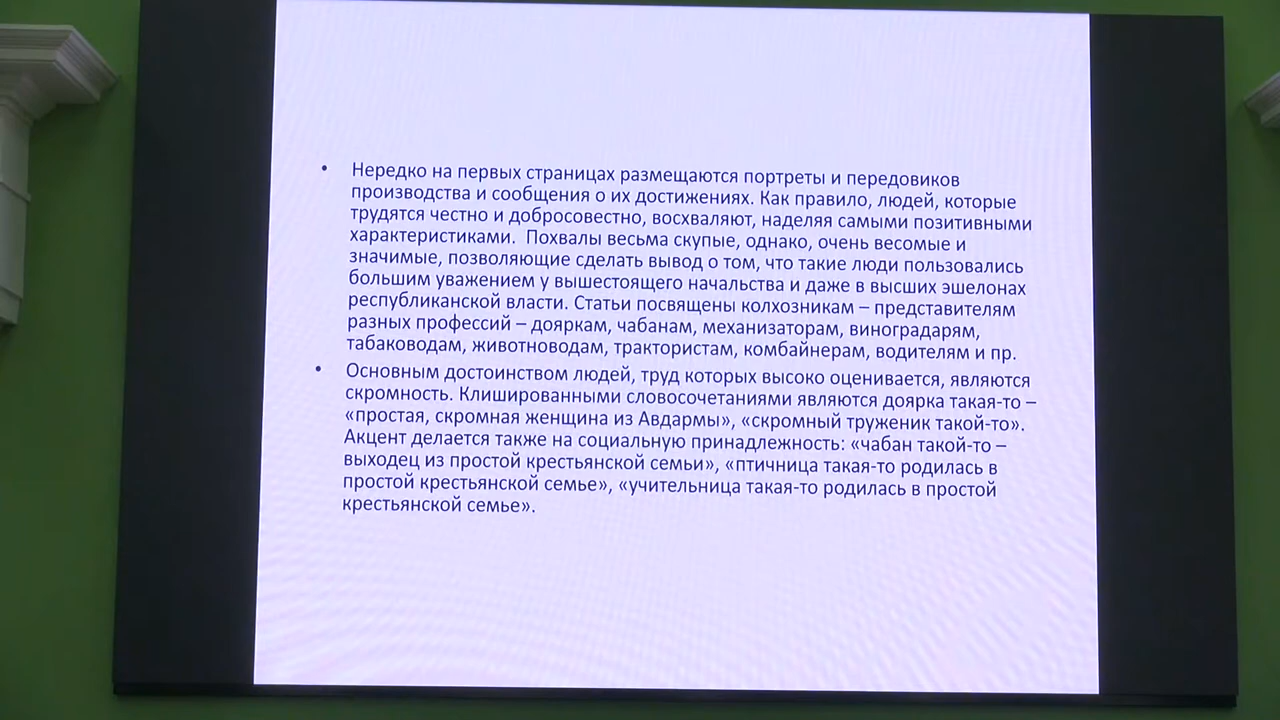 • Нередко на первых страницах размещаются портреты и передовиков
производства и сообщения о их достижениях. Как правило, людей, которые
трудятся честно и добросовестно, восхваляют, наделяя самыми позитивными
характеристиками.  Похвалы весьма скупые, однако, очень весомые и
значимые, позволяющие сделать вывод о том, что такие люди пользовались
большим уважением у вышестоящего начальства и даже в высших эшелонах
республиканской власти. Статьи посвящены колхозникам – представителям
разных профессий – дояркам, чабанам, механизаторам, виноградарям,
табаководам, животноводам, трактористам, комбайнерам, водителям и пр.
• Основным достоинством людей, труд которых высоко оценивается, являются
скромность. Клишированными словосочетаниями являются доярка такая-то –
«простая, скромная женщина из Авдармы», «скромный труженик такой-то».
Акцент делается также на социальную принадлежность: «чабан такой-то –
выходец из простой крестьянской семьи», «птичница такая-то родилась в
простой крестьянской семье», «учительница такая-то родилась в простой
крестьянской семье».